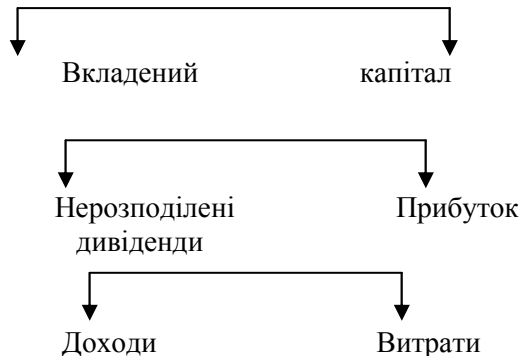 Вкладений капітал
Нерозподілені Прибуток
дивіденди
Доходи Витрати